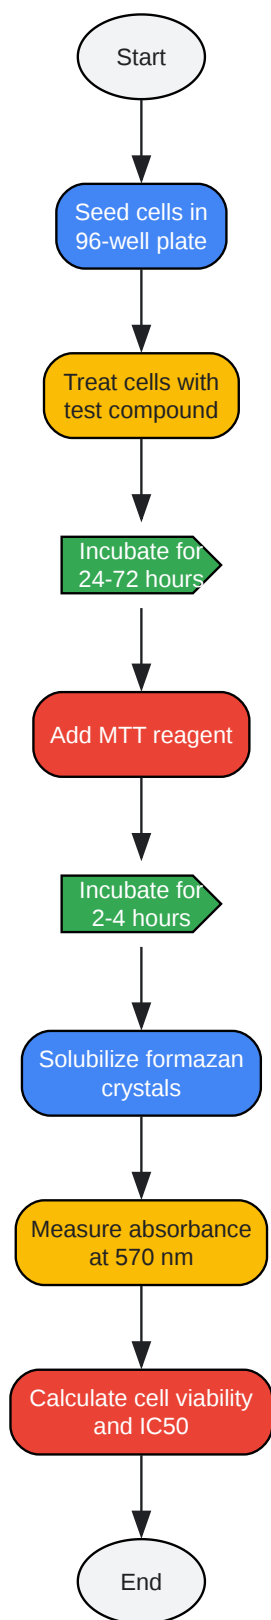 Start
Seed cells in
96-well plate
Treat cells with
test compound
Incubate for
24-72 hours
Add MTT reagent
Incubate for
2-4 hours
Solubilize formazan
crystals
Measure absorbance
at 570 nm
Calculate cell viability
and IC50
End